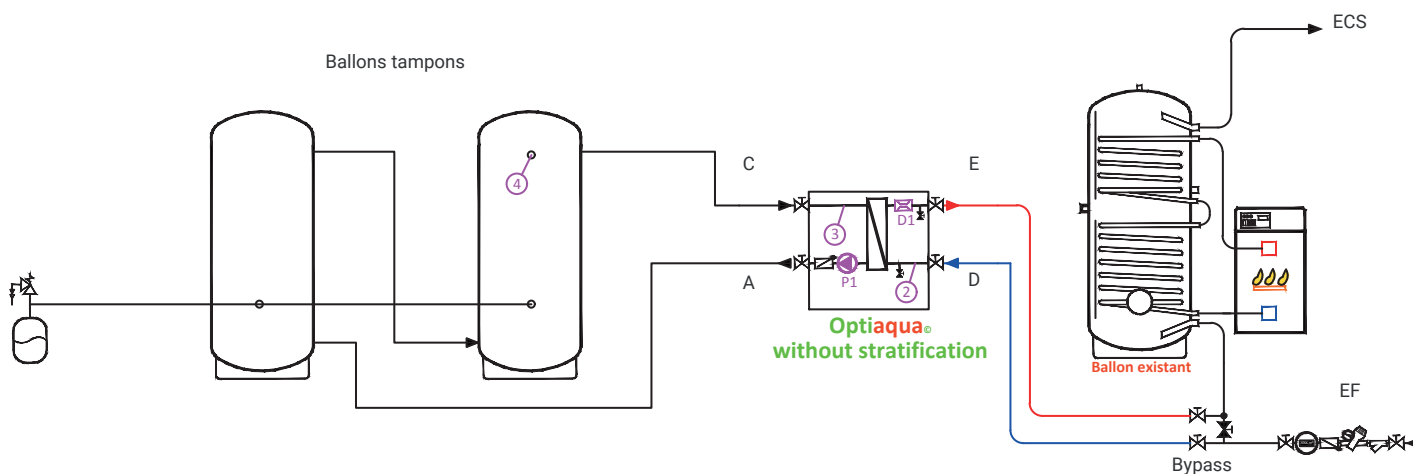 ECS
Ballons tampons
C
E
4
3
D1
A
P1
2
D
Optiaqua©
without stratification
Ballon existant
EF
Bypass